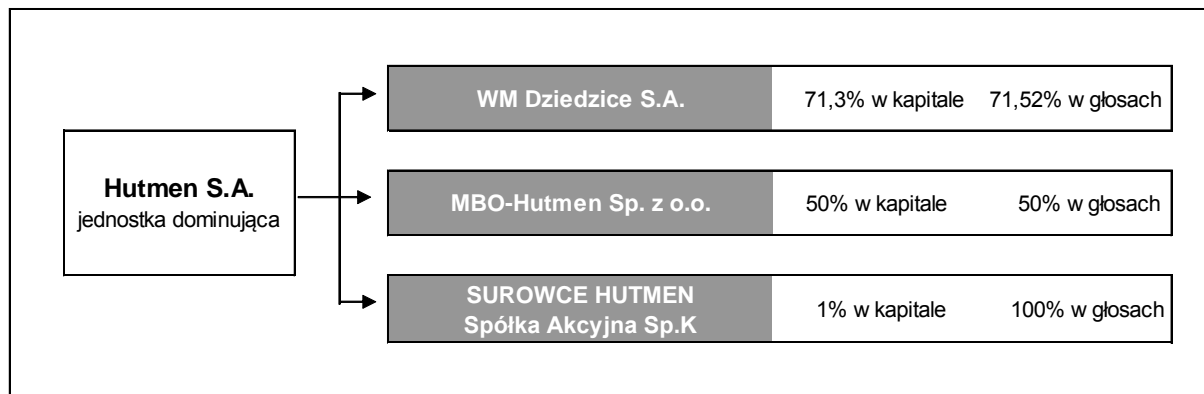 Hutmen S.A.
jednostka dominująca
WM Dziedzice S.A. 71,3% w kapitale 71,52% w głosach
MBO-Hutmen Sp. z o.o. 50% w kapitale 50% w głosach
SUROWCE HUTMEN
Spółka Akcyjna Sp.K 1% w kapitale 100% w głosach